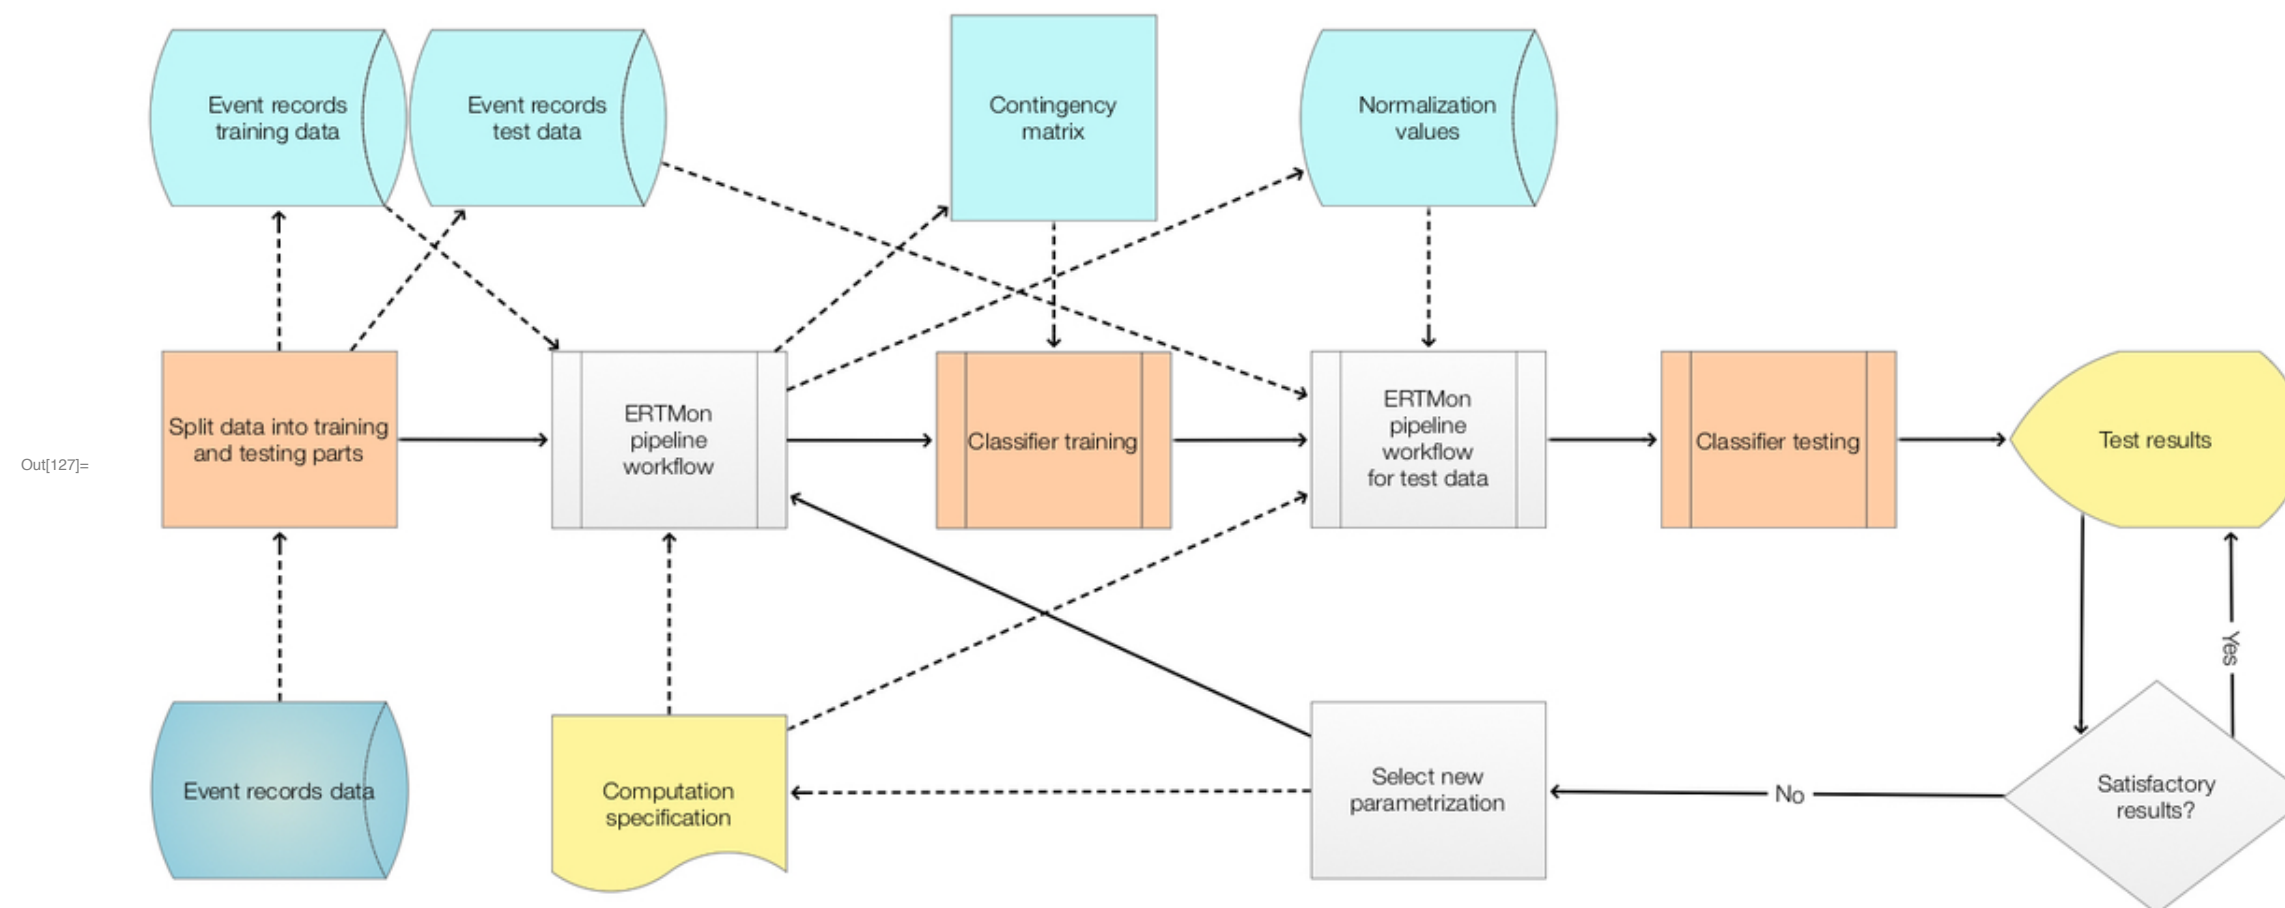 Event records
training data
Event records
test data
Contingency
matrix
Normalization
values
Out[127]=
Split data into training
and testing parts
ERTMon
pipeline
workflow
Classifier training
ERTMon
pipeline
workflow
for test data
Classifier testing
Test results
Yes
Event records data
Computation
specification
Select new
parametrization
No
Satisfactory
results?